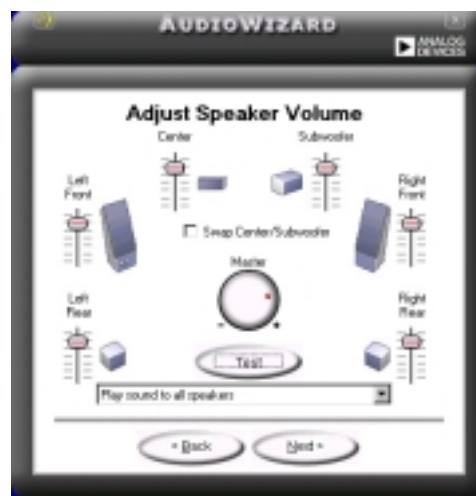 AUDIOWIZARD
ANALOG
DEVICES
Adjust Speaker Volume
Center
Subwoofer
Left
Front
Right
Front
Swap Center/Subwoofer
Master
Left
Rear
Right
Rear
- +
Test
Play sound to all speakers
< Back
Next >